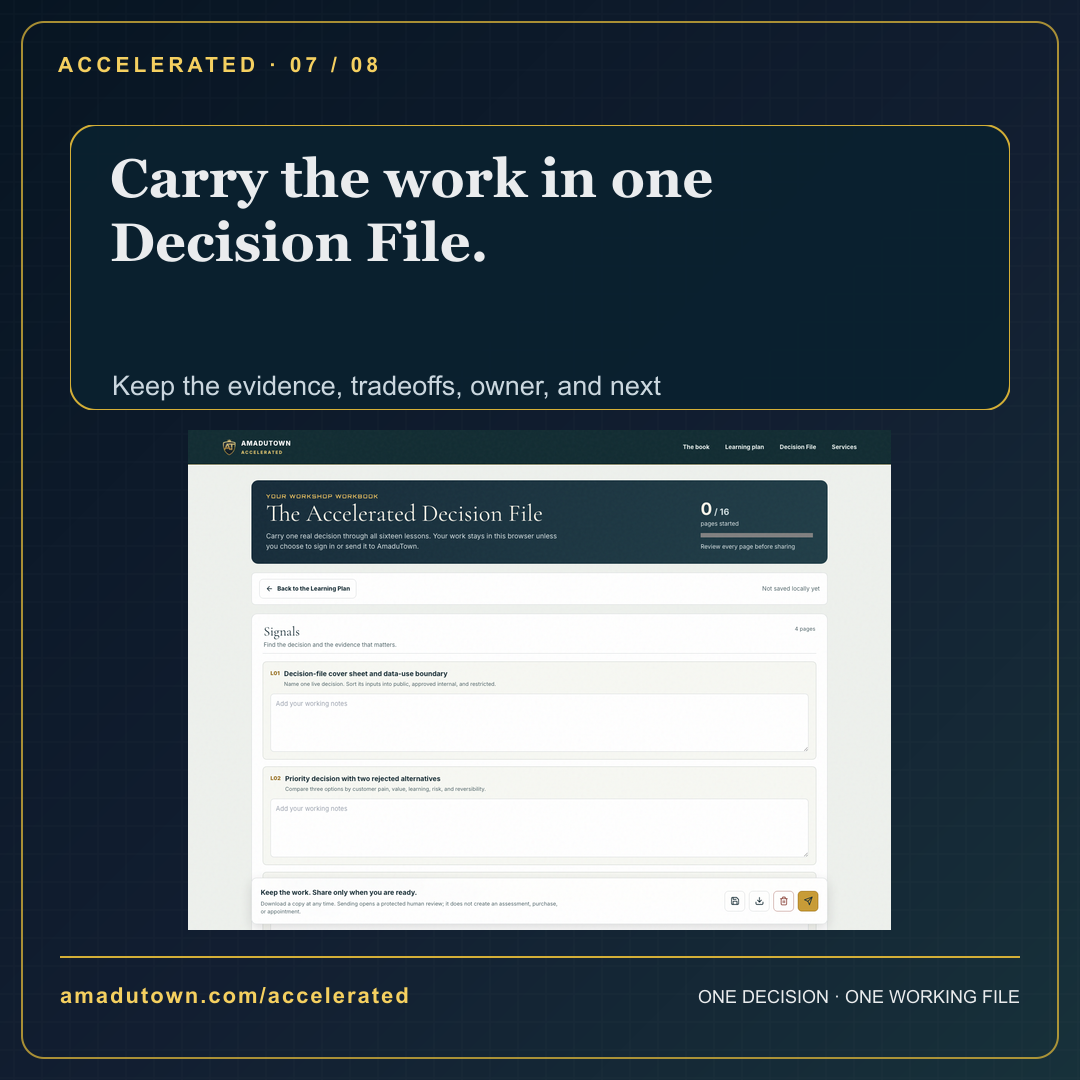 ACCELERATED · 07 / 08
Carry the work in one
Decision File.
Keep the evidence, tradeoffs, owner, and next
AMADUTOWN
ACCELERATED
The book Learning plan Decision File Services
YOUR WORKSHOP WORKBOOK
The Accelerated Decision File
Carry one real decision through all sixteen lessons. Your work stays in this browser unless
you choose to sign in or send it to AmaduTown.
0 / 16
pages started
Review every page before sharing
Back to the Learning Plan
Not saved locally yet
Signals
4 pages
Find the decision and the evidence that matters.
L01 Decision-file cover sheet and data-use boundary
Name one live decision. Sort its inputs into public, approved internal, and restricted.
Add your working notes
L02 Priority decision with two rejected alternatives
Compare three options by customer pain, value, learning, risk, and reversibility.
Add your working notes
Keep the work. Share only when you are ready.
Download a copy at any time. Sending opens a protected human review; it does not create an assessment, purchase,
or appointment.
amadutown.com/accelerated
ONE DECISION · ONE WORKING FILE